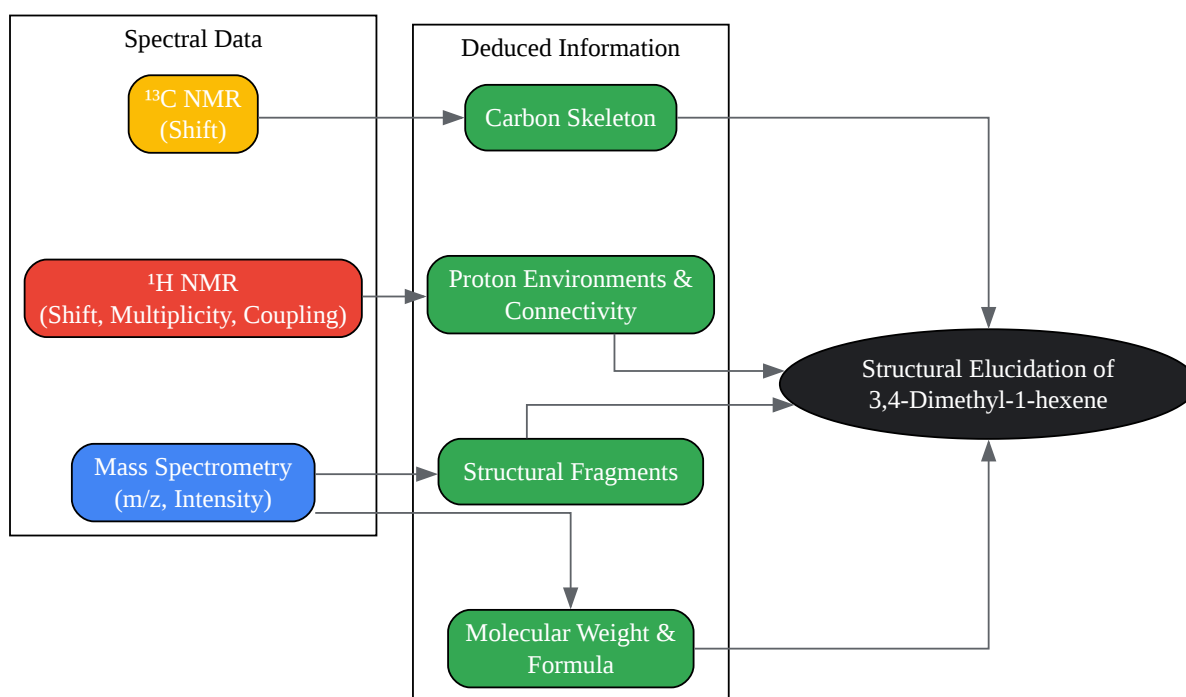 Spectral Data
¹³C NMR
(Shift)
¹H NMR
(Shift, Multiplicity, Coupling)
Mass Spectrometry
(m/z, Intensity)
Deduced Information
Carbon Skeleton
Proton Environments &
Connectivity
Structural Fragments
Molecular Weight &
Formula
Structural Elucidation of
3,4-Dimethyl-1-hexene